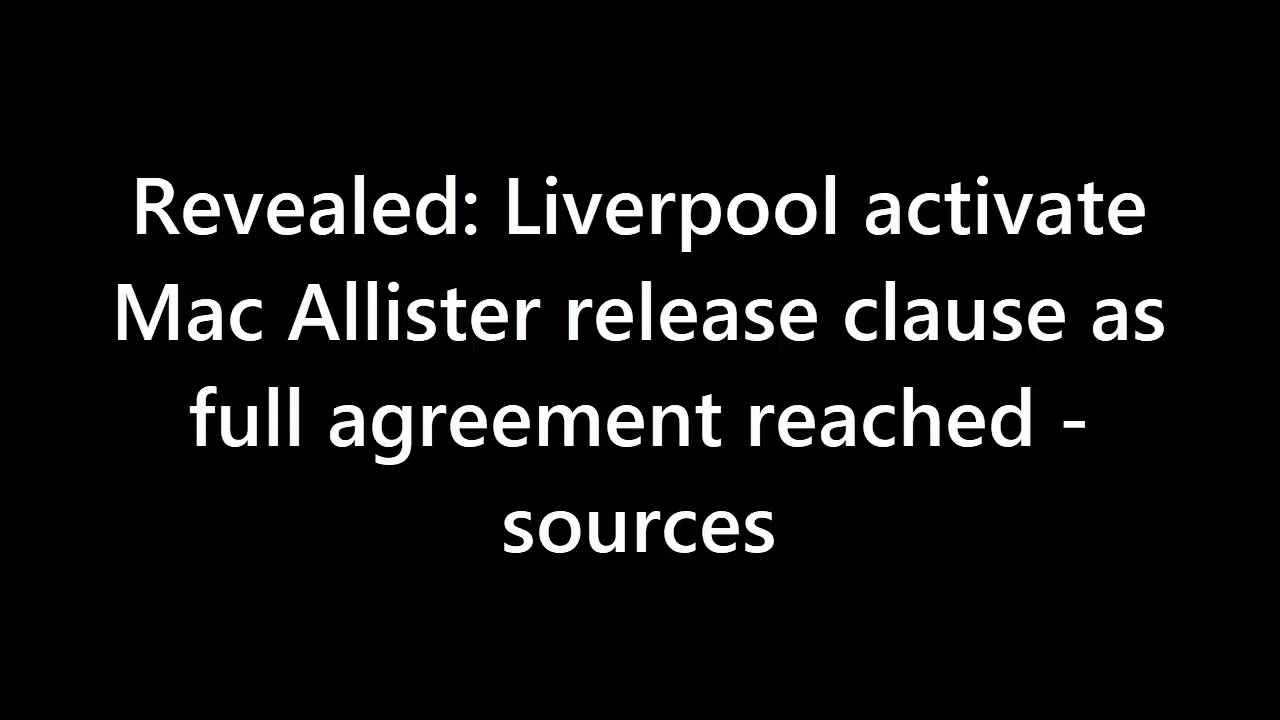 Revealed: Liverpool activate
Mac Allister release clause as
full agreement reached -
sources